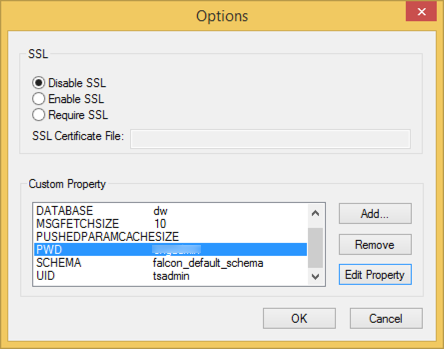 Options
SSL
Disable SSL
Enable SSL
Require SSL
SSL Certificate File:
Custom Property
DATABASE dw
MSGFETCHSIZE 10
PUSHEDPARAMCACHESIZE
PWD
SCHEMA falcon_default_schema
UID tsadmin
Add...
Remove
Edit Property
OK
Cancel